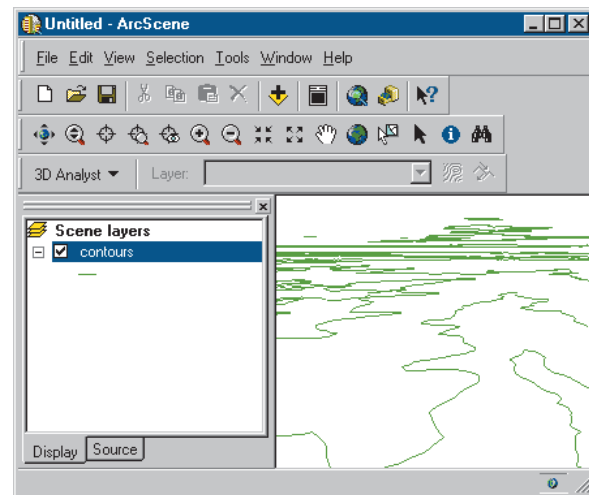 Untitled - ArcScene
File Edit View Selection Tools Window Help
3D Analyst Layer:
Scene layers
contours
Display Source